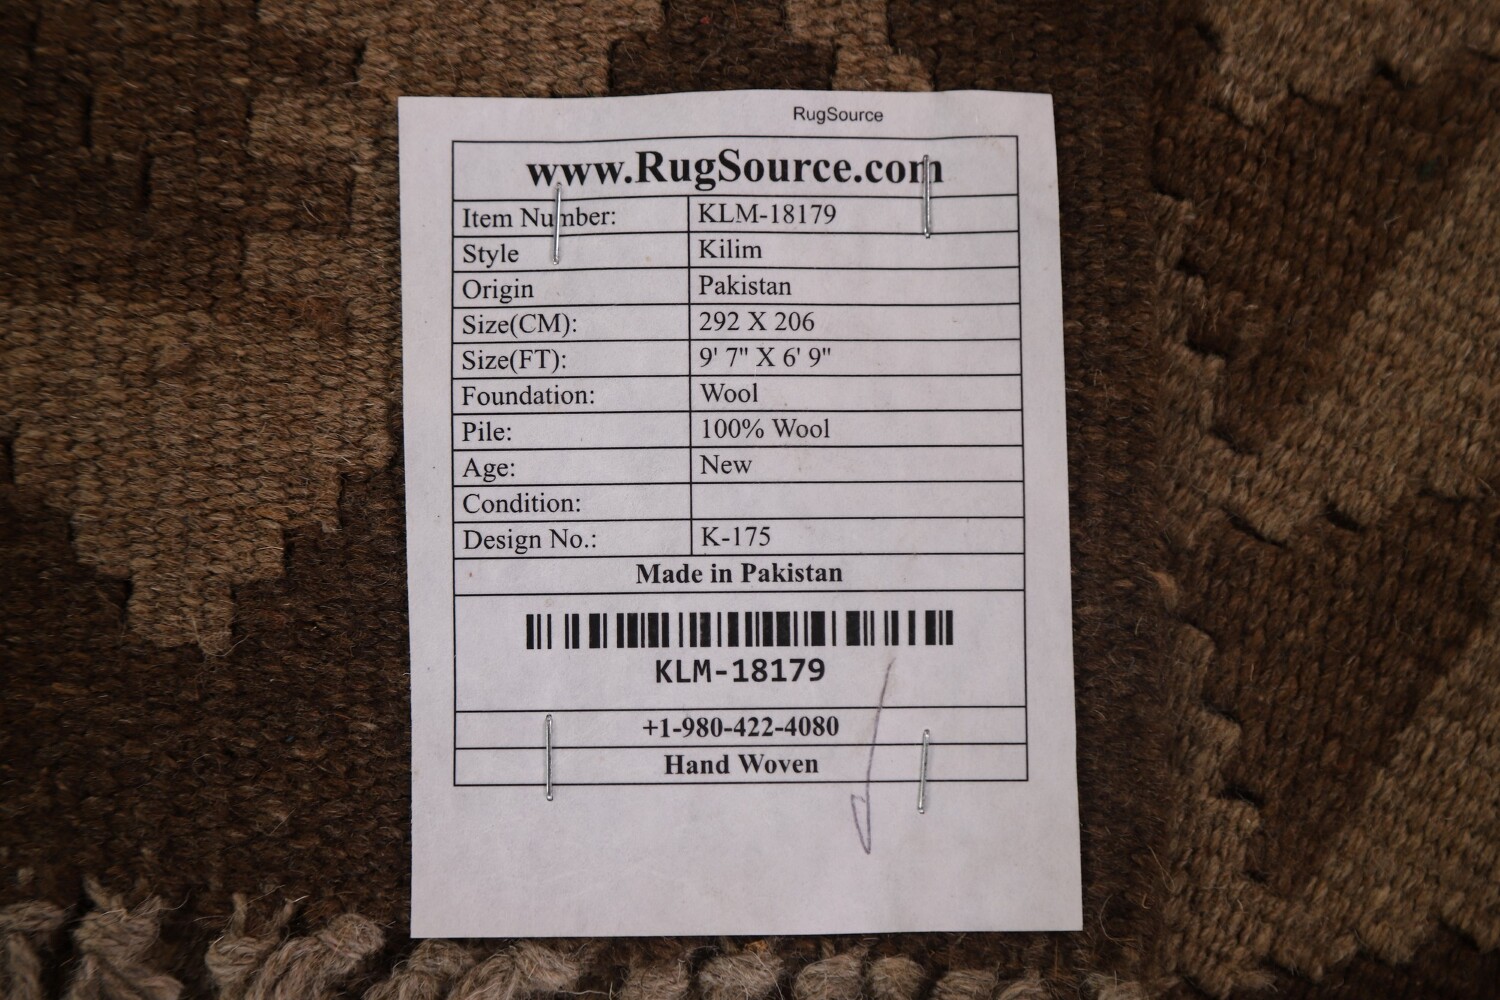 RugSource
www.RugSource.com
Item Number: KLM-18179
Style Kilim
Origin Pakistan
Size(CM): 292 X 206
Size(FT): 9' 7" X 6' 9"
Foundation: Wool
Pile: 100% Wool
Age: New
Condition:
Design No.: K-175
Made in Pakistan
KLM-18179
+1-980-422-4080
Hand Woven